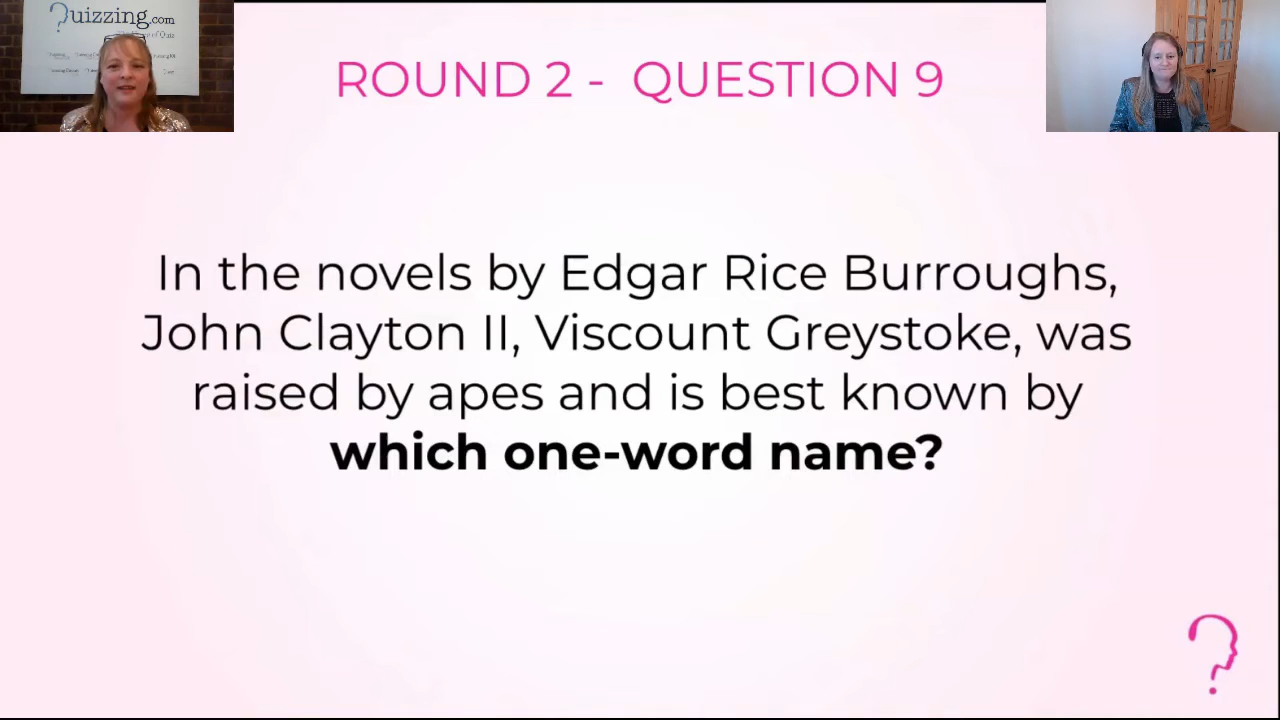 ?uizzing.com
ROUND 2 - QUESTION 9
In the novels by Edgar Rice Burroughs,
John Clayton II, Viscount Greystoke, was
raised by apes and is best known by
which one-word name?